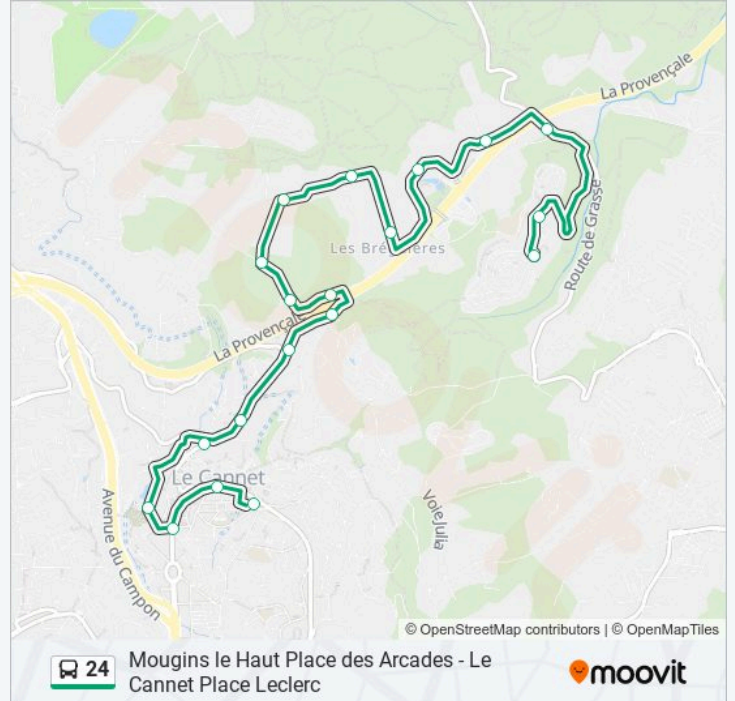 La Provençale
Les Bréguières
Route de Grasse
La Provençale
Le Cannet
Avenue du Campon
Voie Julia
© OpenStreetMap contributors | © OpenMapTiles
24
Mougins le Haut Place des Arcades - Le
Cannet Place Leclerc
moovit